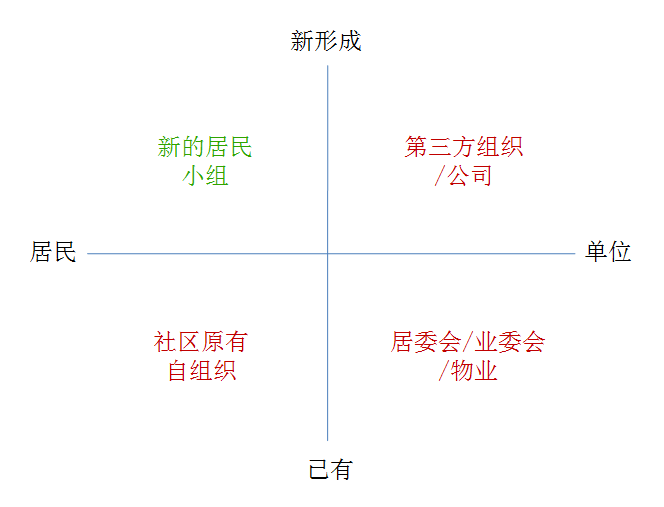 新形成
新的居民
小组
第三方组织
/公司
居民
单位
社区原有
自组织
居委会/业委会
/物业
已有